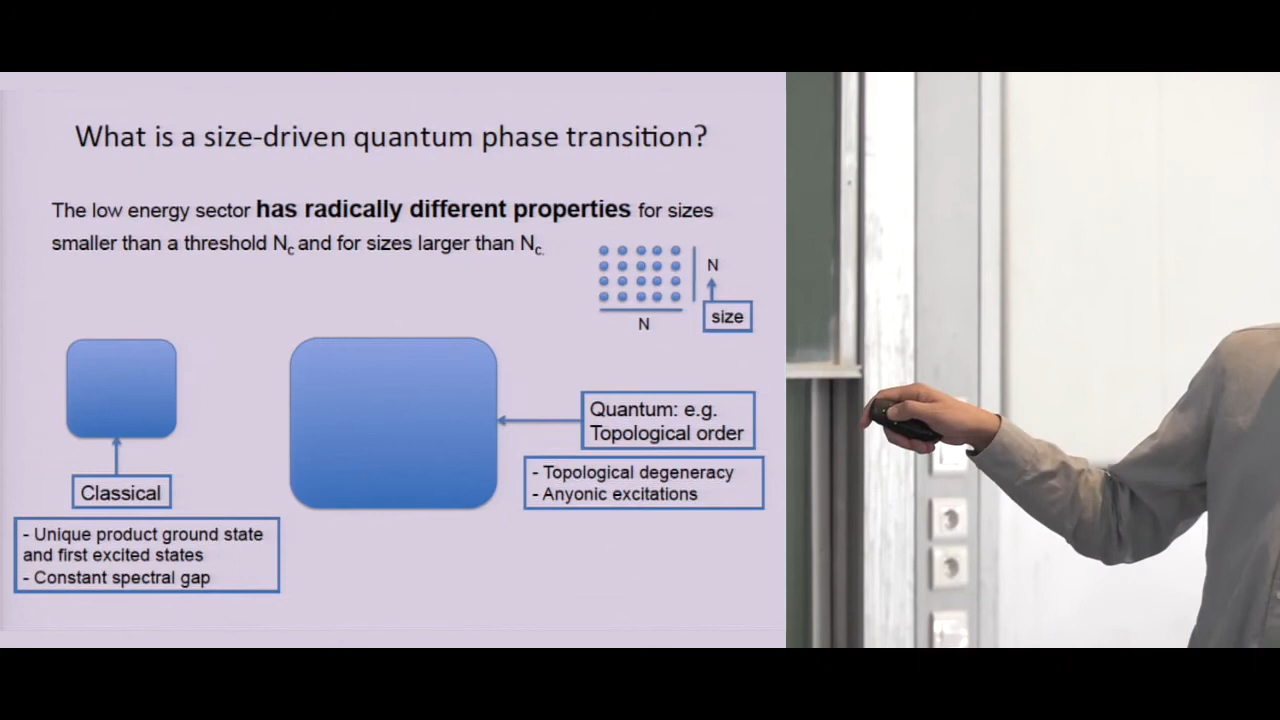 What is a size-driven quantum phase transition?
The low energy sector has radically different properties for sizes
smaller than a threshold Nc and for sizes larger than Nc.
N
size
N
Quantum: e.g.
Topological order
- Topological degeneracy
- Anyonic excitations
Classical
- Unique product ground state
and first excited states
- Constant spectral gap